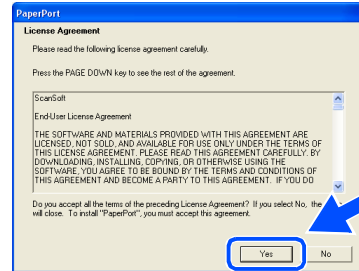 PaperPort
License Agreement
Please read the following license agreement carefully.
Press the PAGE DOWN key to see the rest of the agreement.
ScanSoft
End-User License Agreement
THE SOFTWARE AND MATERIALS PROVIDED WITH THIS AGREEMENT ARE
LICENSED, NOT SOLD, AND AVAILABLE FOR USE ONLY UNDER THE TERMS OF
THIS LICENSE AGREEMENT. PLEASE READ THIS AGREEMENT CAREFULLY. BY
DOWNLOADING, INSTALLING, COPYING, OR OTHERWISE USING THE
SOFTWARE, YOU AGREE TO BE BOUND BY THE TERMS AND CONDITIONS OF
THIS AGREEMENT AND BECOME A PARTY TO THIS AGREEMENT. IF YOU DO
Do you accept all the terms of the preceding License Agreement? If you select No, the
will close. To install "PaperPort", you must accept this agreement.
Yes No